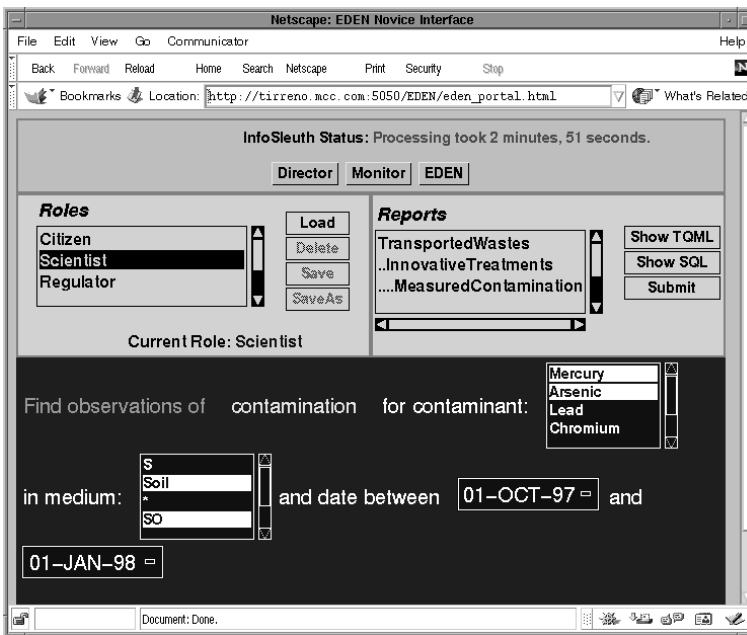 Netscape: EDEN Novice Interface
File Edit View Go Communicator Help
Back Forward Reload Home Search Netscape Print Security Stop N
Bookmarks Location: http://tirreno.mcc.com:5050/EDEN/eden_portal.html What's Related
InfoSleuth Status: Processing took 2 minutes, 51 seconds.
Director Monitor EDEN
Roles
Citizen
Scientist
Regulator
Load
Delete
Save
SaveAs
Current Role: Scientist
Reports
TransportedWastes
..InnovativeTreatments
....MeasuredContamination
Show TQML
Show SQL
Submit
Find observations of contamination for contaminant:
Mercury
Arsenic
Lead
Chromium
in medium:
S
Soil
*
SO
and date between 01-OCT-97 and
01-JAN-98
Document: Done.